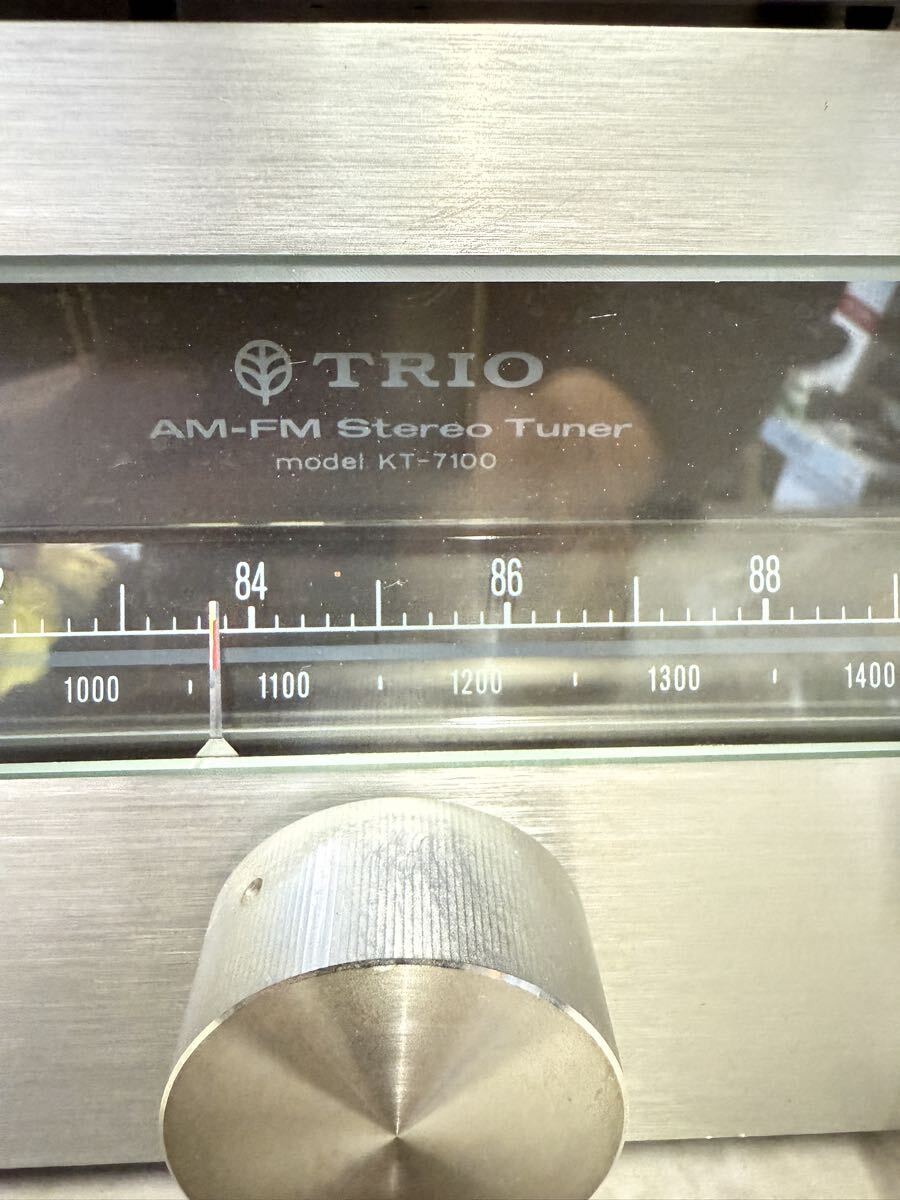 TRIO
AM-FM Stereo Tuner
model KT-7100
84 86 88
1000 1100 1200 1300 1400